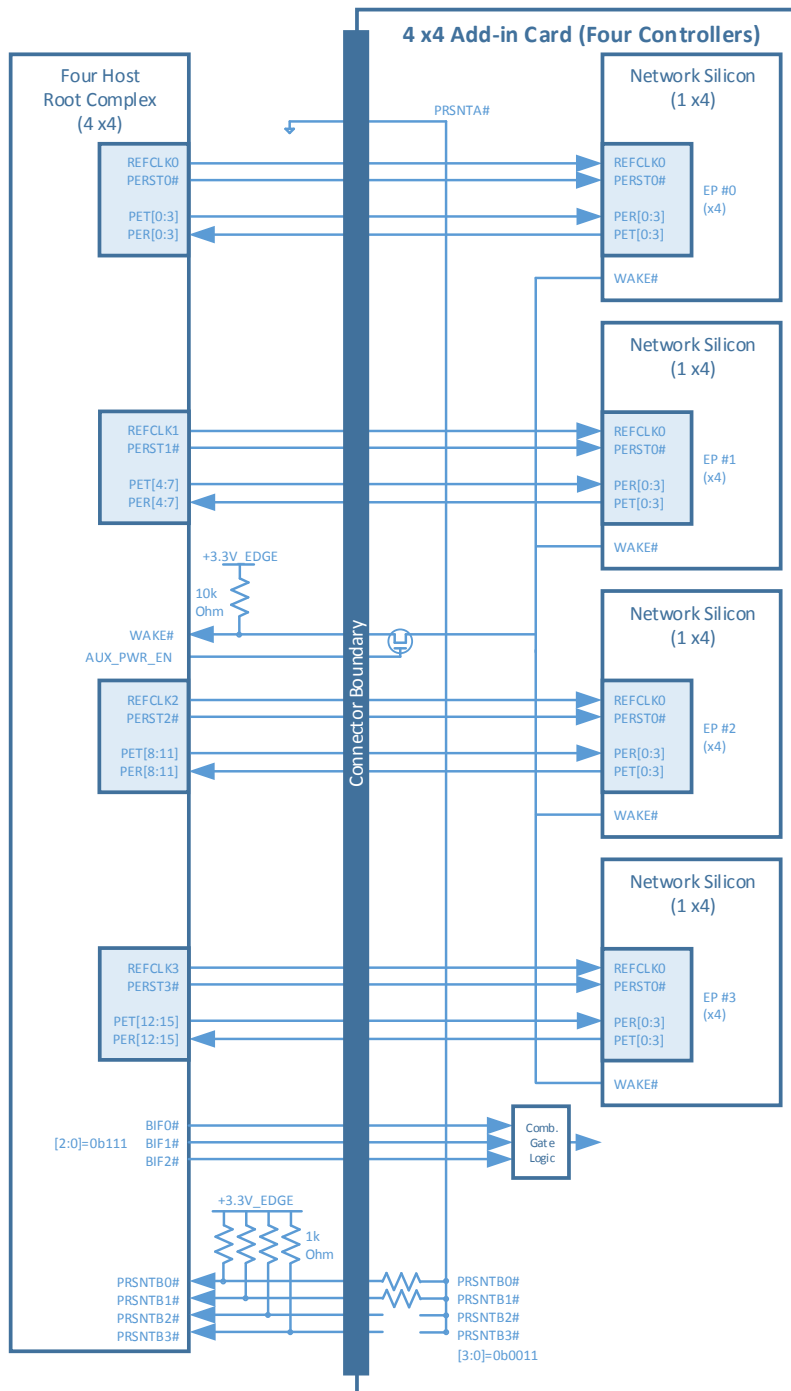 4 x4 Add-in Card (Four Controllers)
Four Host
Root Complex
(4 x4)
Network Silicon
(1 x4)
PRSNTA#
REFCLK0
PERST0#
PET[0:3]
PER[0:3]
REFCLK0
PERST0#
PER[0:3]
PET[0:3]
EP #0
(x4)
WAKE#
Network Silicon
(1 x4)
REFCLK1
PERST1#
PET[4:7]
PER[4:7]
REFCLK0
PERST0#
PER[0:3]
PET[0:3]
EP #1
(x4)
WAKE#
+3.3V_EDGE
10k
Ohm
WAKE#
AUX_PWR_EN
Connector Boundary
Network Silicon
(1 x4)
REFCLK2
PERST2#
PET[8:11]
PER[8:11]
REFCLK0
PERST0#
PER[0:3]
PET[0:3]
EP #2
(x4)
WAKE#
Network Silicon
(1 x4)
REFCLK3
PERST3#
PET[12:15]
PER[12:15]
REFCLK0
PERST0#
PER[0:3]
PET[0:3]
EP #3
(x4)
WAKE#
BIF0#
[2:0]=0b111 BIF1#
BIF2#
Comb.
Gate
Logic
+3.3V_EDGE
1k
Ohm
PRSNTB0#
PRSNTB1#
PRSNTB2#
PRSNTB3#
PRSNTB0#
PRSNTB1#
PRSNTB2#
PRSNTB3#
[3:0]=0b0011